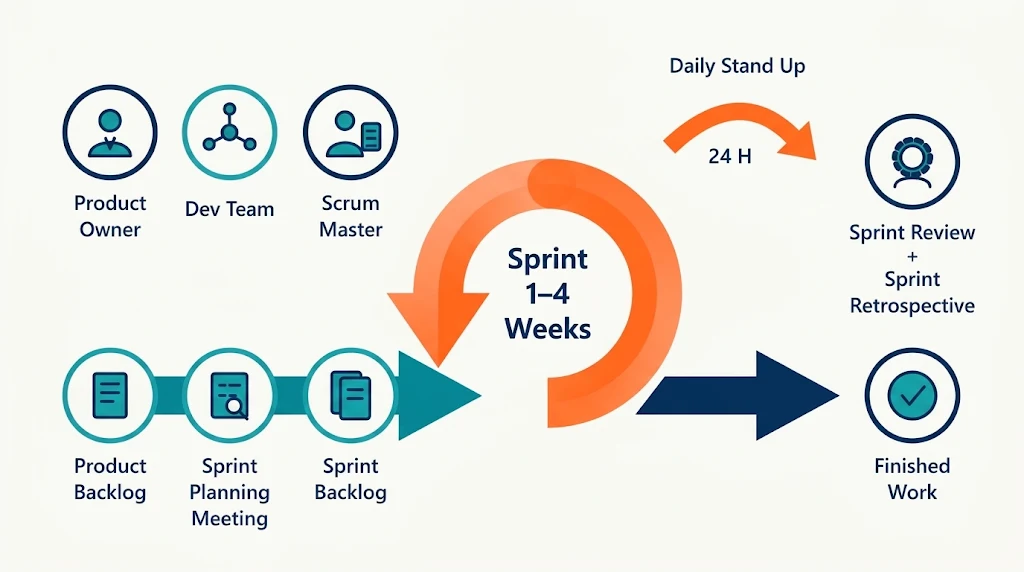 Daily Stand Up
24 H
Product
Owner
Dev Team
Scrum
Master
Sprint
1–4
Weeks
Sprint Review
+
Sprint
Retrospective
Product
Backlog
Sprint
Planning
Meeting
Sprint
Backlog
Finished
Work